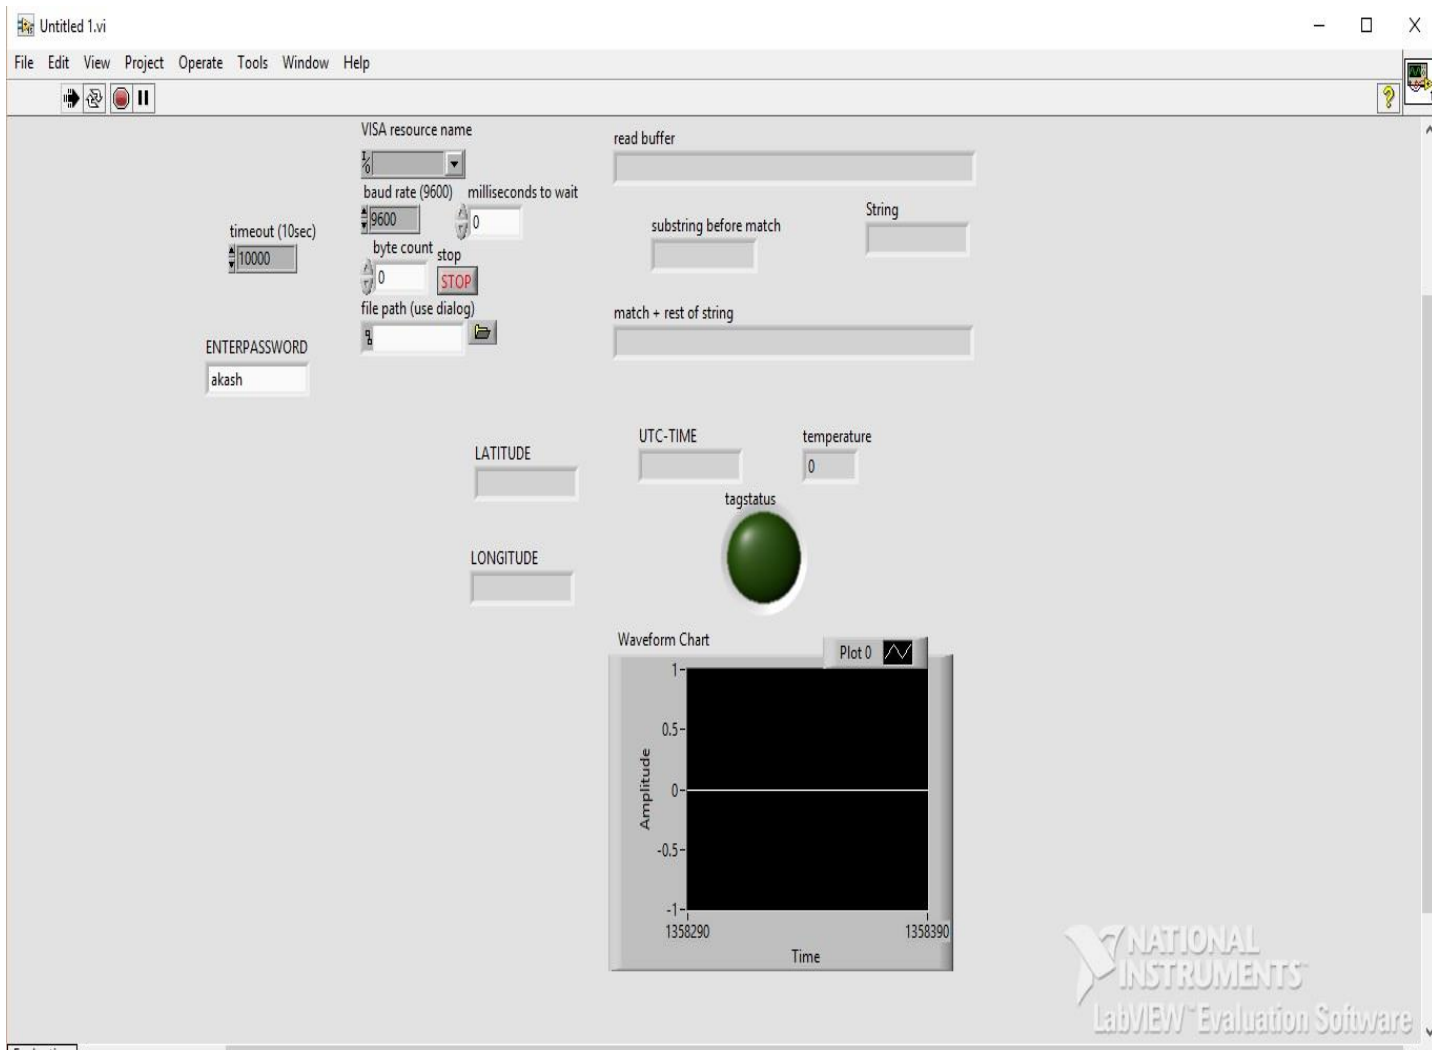 Untitled 1.vi
File Edit View Project Operate Tools Window Help
VISA resource name
read buffer
baud rate (9600) milliseconds to wait
9600 0
timeout (10sec)
10000
byte count stop
0 STOP
substring before match
String
file path (use dialog)
match + rest of string
ENTERPASSWORD
akash
LATITUDE
UTC-TIME
temperature
0
tagstatus
LONGITUDE
Waveform Chart
Plot 0
1
0.5
0
-0.5
-1
Amplitude
1358290 1358390
Time
NATIONAL
INSTRUMENTS
LabVIEW™ Evaluation Software